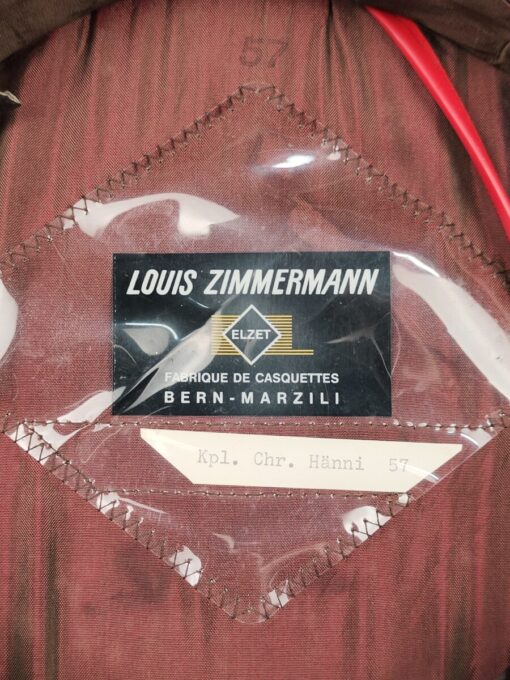 57
LOUIS ZIMMERMANN
ELZET
FABRIQUE DE CASQUETTES
BERN-MARZILI
Kpl. Chr. Hänni 57